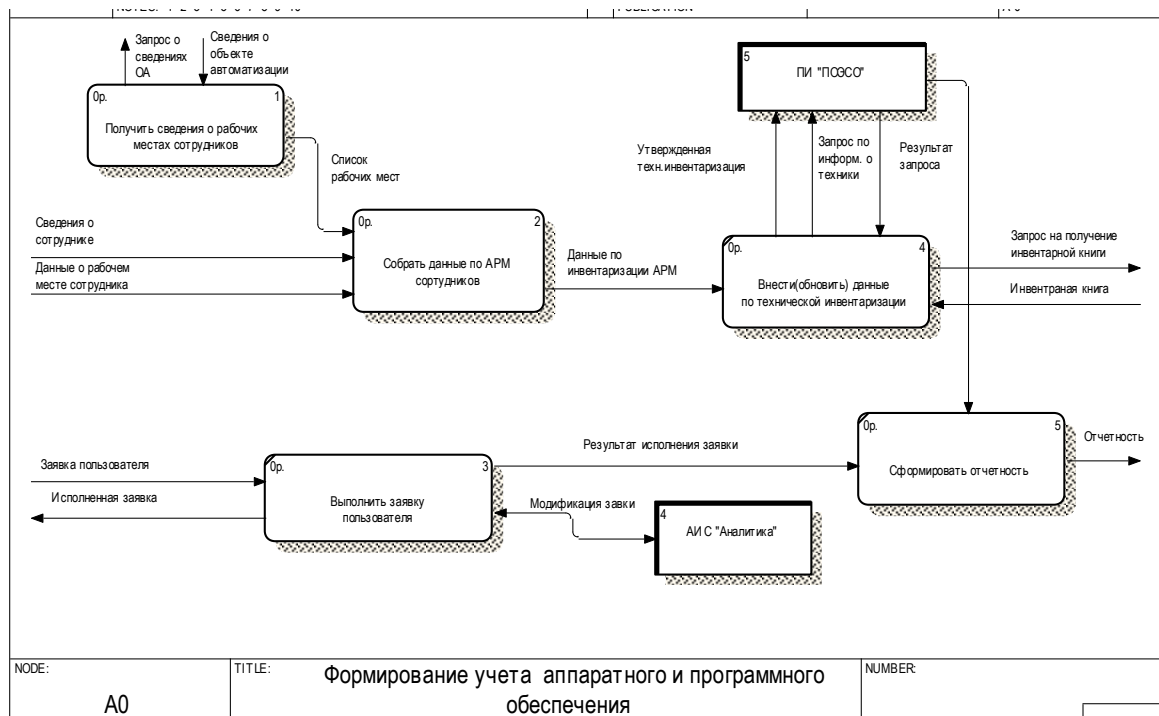 Запрос о
сведениях
ОА
Сведения о
объекте
автоматизации
0р.
1
Получить сведения о рабочих
местах сотрудников
Список
рабочих мест
Сведения о
сотруднике
Данные о рабочем
месте сотрудника
0р.
2
Собрать данные по АРМ
сортудников
Данные по
инвентаризации АРМ
5
ПИ "ПОЭСО"
Утвержденная
техн.инвентаризация
Запрос по
информ. о
техники
Результат
запроса
0р.
4
Внести(обновить) данные
по технической инвентаризации
Запрос на получение
инвентарной книги
Инвентраная книга
Заявка пользователя
Исполненная заявка
0р.
3
Выполнить заявку
пользователя
Результат исполнения заявки
Модификация завки
4
АИС "Аналитика"
0р.
5
Сформировать отчетность
Отчетность
NODE:
A0
TITLE:
Формирование учета аппаратного и программного
обеспечения
NUMBER: